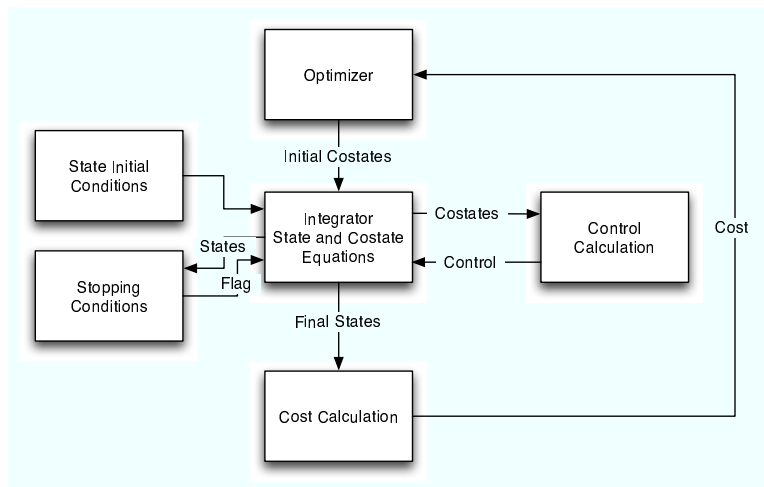 Optimizer
Initial Costates
State Initial
Conditions
Integrator
State and Costate
Equations
Costates
Control
Calculation
Cost
States
Control
Stopping
Conditions
Flag
Final States
Cost Calculation